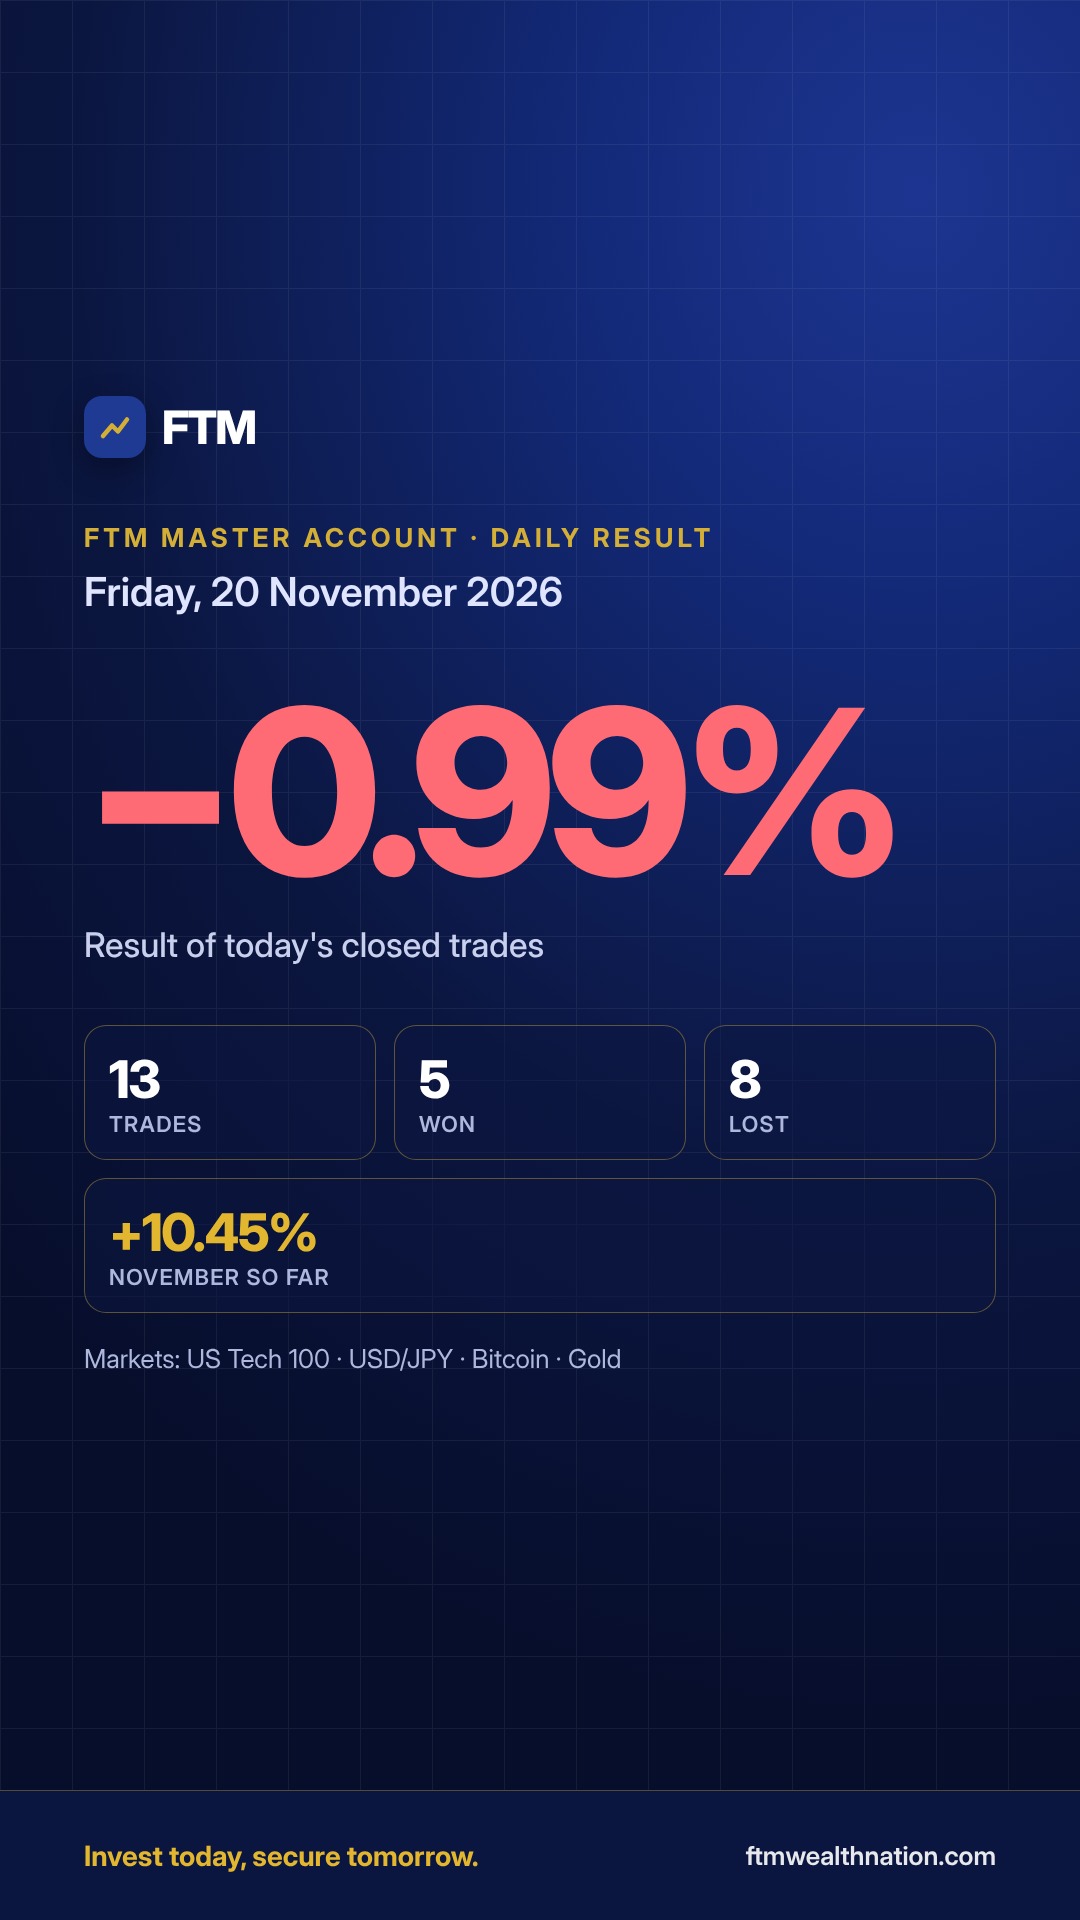 FTM
FTM MASTER ACCOUNT · DAILY RESULT
Friday, 20 November 2026
−0.99%
Result of today's closed trades
13
TRADES
5
WON
8
LOST
+10.45%
NOVEMBER SO FAR
Markets: US Tech 100 · USD/JPY · Bitcoin · Gold
Invest today, secure tomorrow.
ftmwealthnation.com